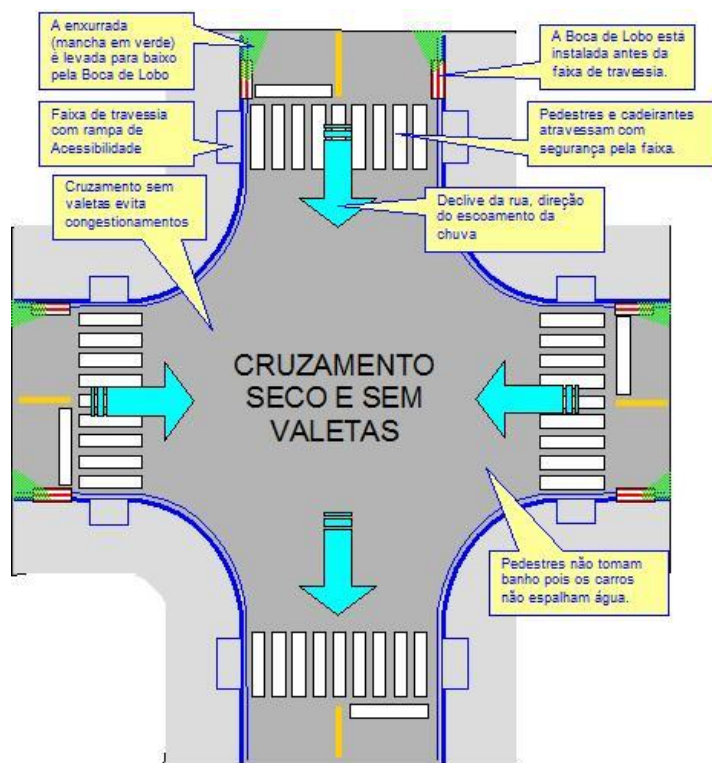 A enxurrada
(mancha em verde)
é levada para baixo
pela Boca de Lobo
A Boca de Lobo está
instalada antes da
faixa de travessia.
Faixa de travessia
com rampa de
Acessibilidade
Pedestres e cadeirantes
atravessam com
segurança pela faixa.
Cruzamento sem
valetas evita
congestionamentos
Declive da rua, direção
do escoamento da
chuva
CRUZAMENTO
SECO E SEM
VALETAS
Pedestres não tomam
banho pois os carros
não espalham água.